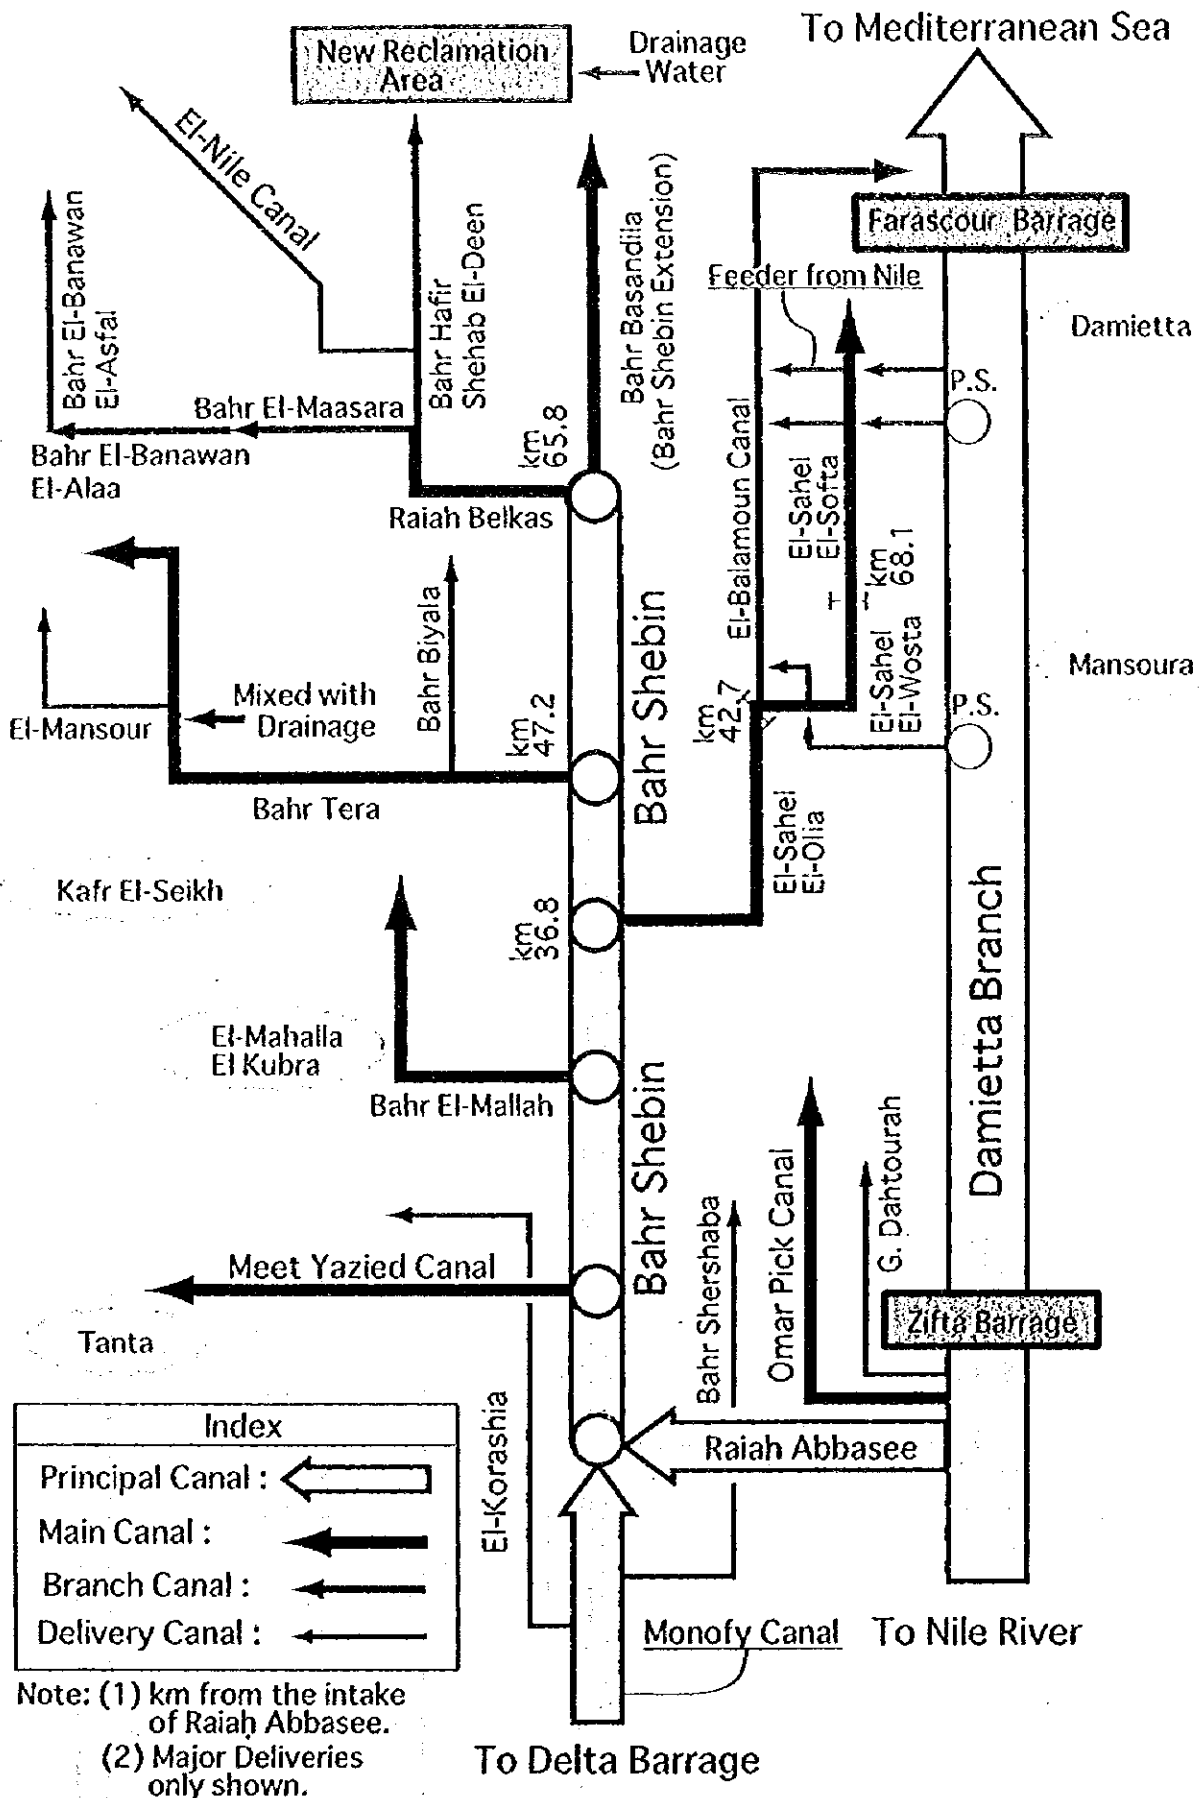 To Mediterranean Sea
New Reclamation
Area
Drainage
Water
El-Nile Canal
Farascour Barrage
Bahr El-Banawan
El-Asfal
Bahr Hafir
Shehab El-Deen
Bahr Basandila
(Bahr Shebin Extension)
Feeder from Nile
Damietta
P.S.
Bahr El-Maasara
Bahr El-Banawan
El-Alaa
km
65.8
Raiah Belkas
El-Balamoun Canal
El-Sahel
El-Softa
km
68.1
El-Sahel
El-Wosta
Mansoura
P.S.
Bahr Biyala
Bahr Shebin
El-Mansour
Mixed with
Drainage
km
47.2
km
42.7
Bahr Tera
El-Sahel
El-Olia
Kafr El-Seikh
km
36.8
Damietta Branch
El-Mahalla
El Kubra
Bahr El-Mallah
Bahr Shebin
Omar Pick Canal
G. Dahtourah
Bahr Shershaba
Meet Yazied Canal
Tanta
Zifta Barrage
El-Korashia
Raiah Abbasee
Index
Principal Canal :
Main Canal :
Branch Canal :
Delivery Canal :
Monofy Canal
To Nile River
Note: (1) km from the intake
of Raiah Abbasee.
(2) Major Deliveries
only shown.
To Delta Barrage